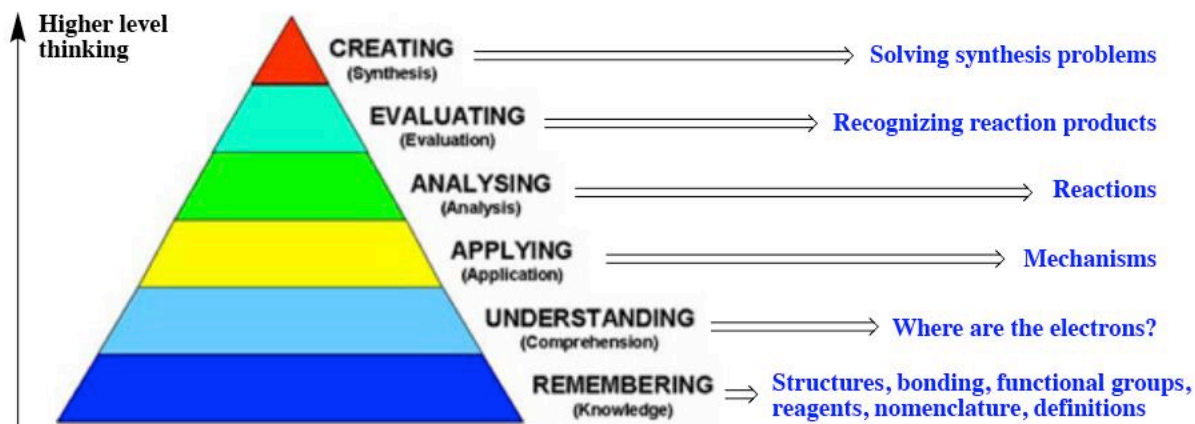 Higher level
thinking
CREATING
(Synthesis)
Solving synthesis problems
EVALUATING
(Evaluation)
Recognizing reaction products
ANALYSING
(Analysis)
Reactions
APPLYING
(Application)
Mechanisms
UNDERSTANDING
(Comprehension)
Where are the electrons?
REMEMBERING
(Knowledge)
Structures, bonding, functional groups,
reagents, nomenclature, definitions